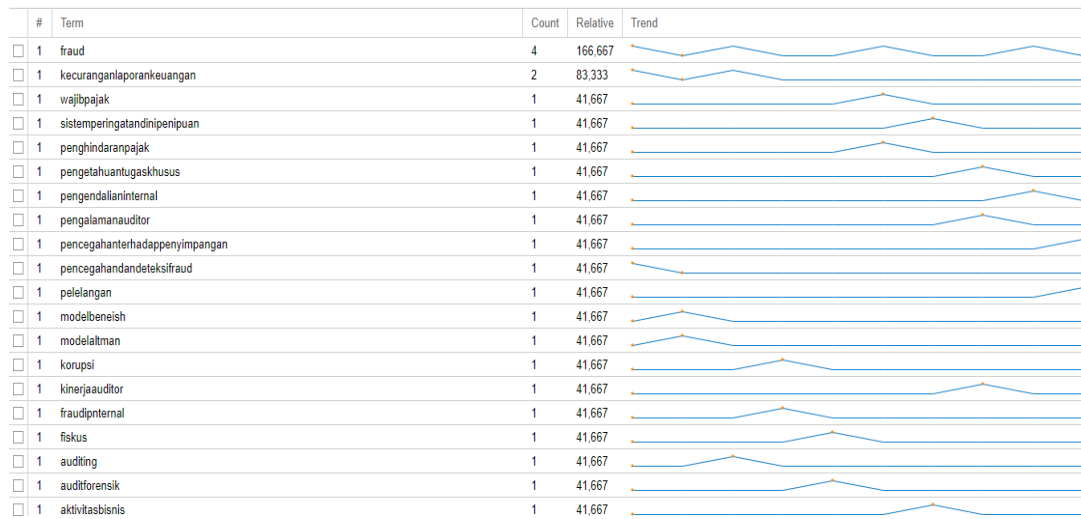 # Term Count Relative Trend
1 fraud 4 166,667
1 kecuranganlaporankeuangan 2 83,333
1 wajibpajak 1 41,667
1 sistemperingatandinipenipuan 1 41,667
1 penghindaranpajak 1 41,667
1 pengetahuantugaskhusus 1 41,667
1 pengendalianinternal 1 41,667
1 pengalamanauditor 1 41,667
1 pencegahanterhadappenyimpangan 1 41,667
1 pencegahandandeteksifraud 1 41,667
1 pelelangan 1 41,667
1 modelbeneish 1 41,667
1 modelaltman 1 41,667
1 korupsi 1 41,667
1 kinerjaauditor 1 41,667
1 fraudipnternal 1 41,667
1 fiskus 1 41,667
1 auditing 1 41,667
1 auditforensik 1 41,667
1 aktivitasbisnis 1 41,667